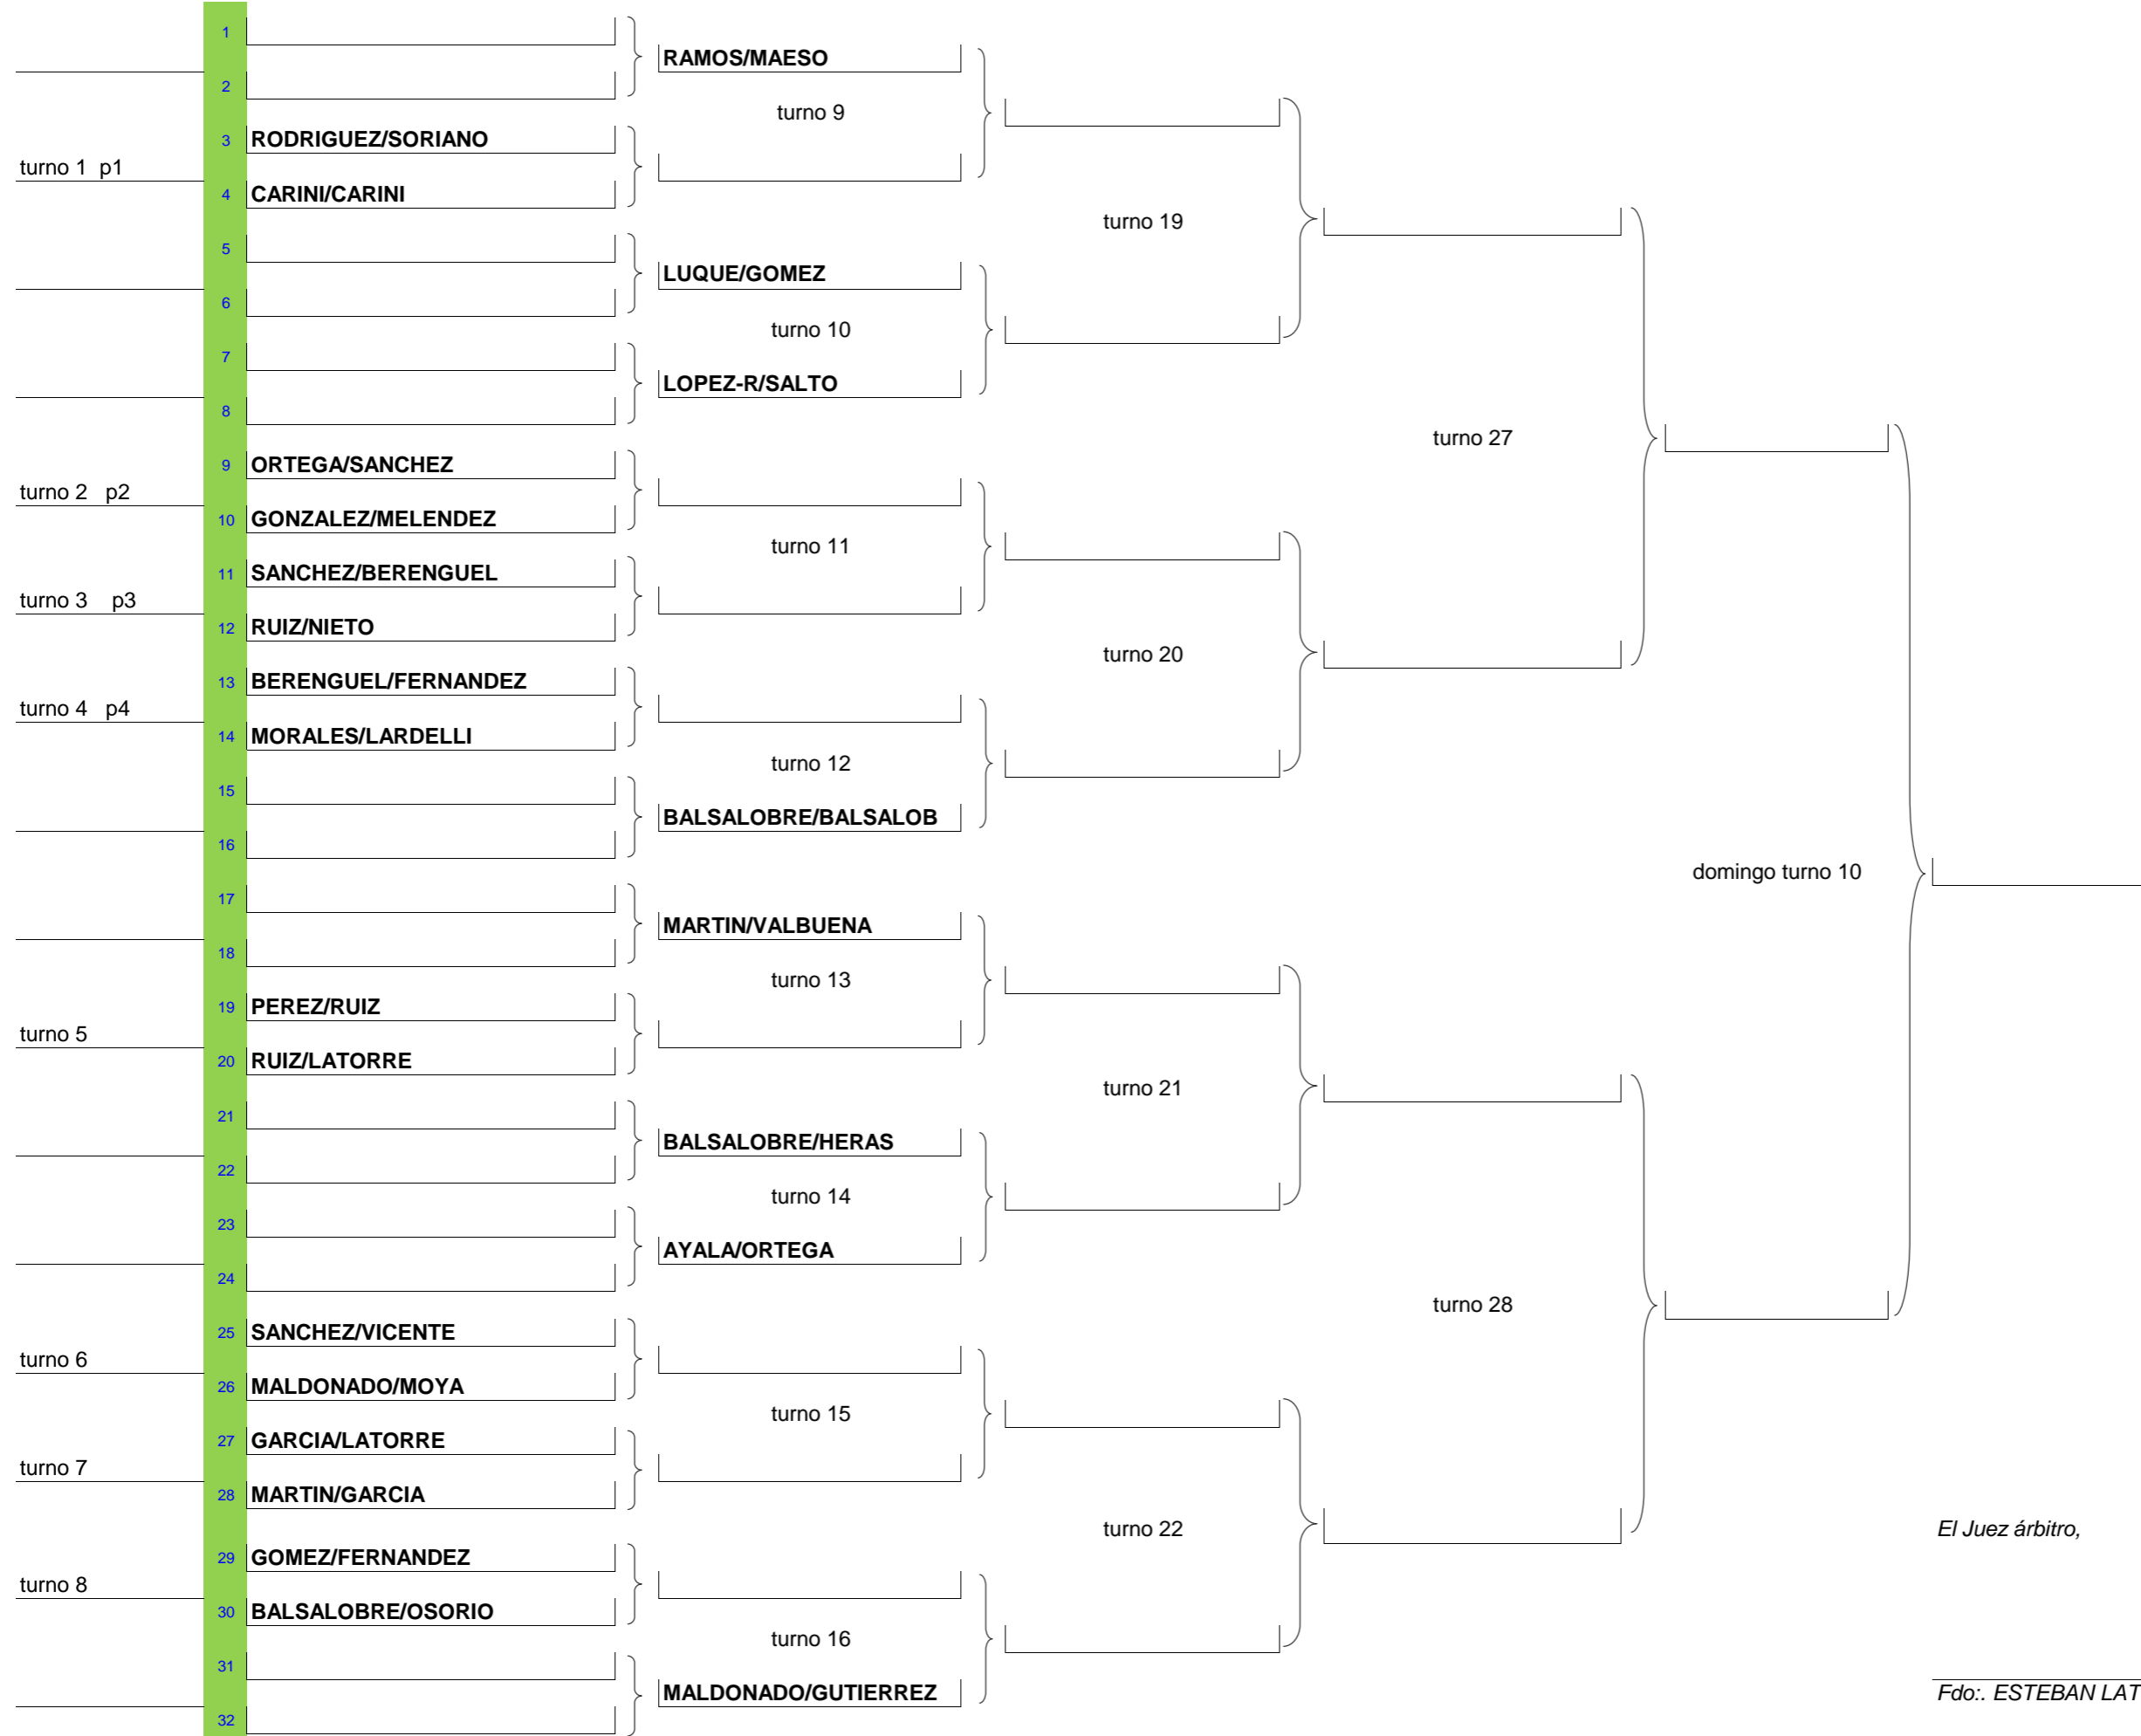 1
RAMOS/MAESO
2
turno 9
3 RODRIGUEZ/SORIANO
turno 1 p1
4 CARINI/CARINI
turno 19
5
LUQUE/GOMEZ
6
turno 10
7
LOPEZ-R/SALTO
8
turno 27
9 ORTEGA/SANCHEZ
turno 2 p2
10 GONZALEZ/MELENDEZ
turno 11
11 SANCHEZ/BERENGUEL
turno 3 p3
12 RUIZ/NIETO
turno 20
13 BERENGUEL/FERNANDEZ
turno 4 p4
14 MORALES/LARDELLI
turno 12
15
BALSALOBRE/BALSALOB
16
domingo turno 10
17
MARTIN/VALBUENA
18
turno 13
19 PEREZ/RUIZ
turno 5
20 RUIZ/LATORRE
turno 21
21
BALSALOBRE/HERAS
22
turno 14
23
AYALA/ORTEGA
24
turno 28
25 SANCHEZ/VICENTE
turno 6
26 MALDONADO/MOYA
turno 15
27 GARCIA/LATORRE
turno 7
28 MARTIN/GARCIA
turno 22
El Juez árbitro,
29 GOMEZ/FERNANDEZ
turno 8
30 BALSALOBRE/OSORIO
turno 16
31
MALDONADO/GUTIERREZ
Fdo:. ESTEBAN LAT
32